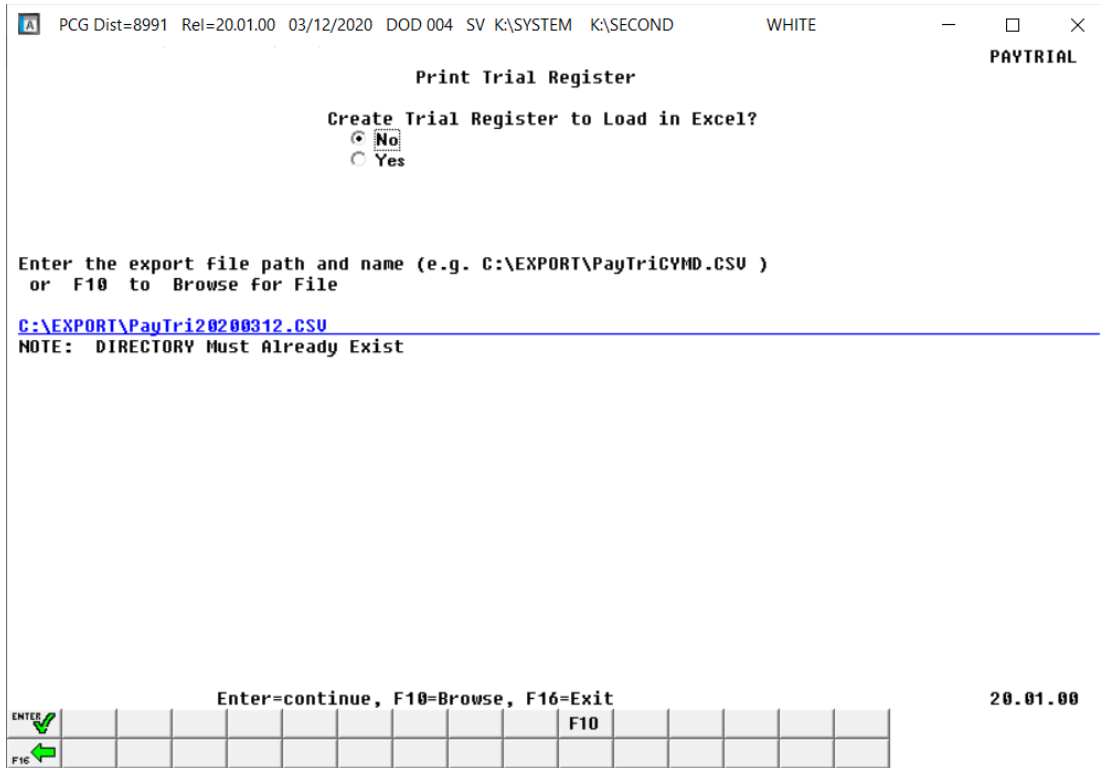 PCG Dist=8991 Rel=20.01.00 03/12/2020 DOD 004 SV K:\SYSTEM K:\SECOND WHITE
PAYTRIAL
Print Trial Register
Create Trial Register to Load in Excel?
No
Yes
Enter the export file path and name (e.g. C:\EXPORT\PayTriCYMD.CSV )
or F10 to Browse for File
C:\EXPORT\PayTri20200312.CSV
NOTE: DIRECTORY Must Already Exist
Enter=continue, F10=Browse, F16=Exit 20.01.00
ENTER F10
F16